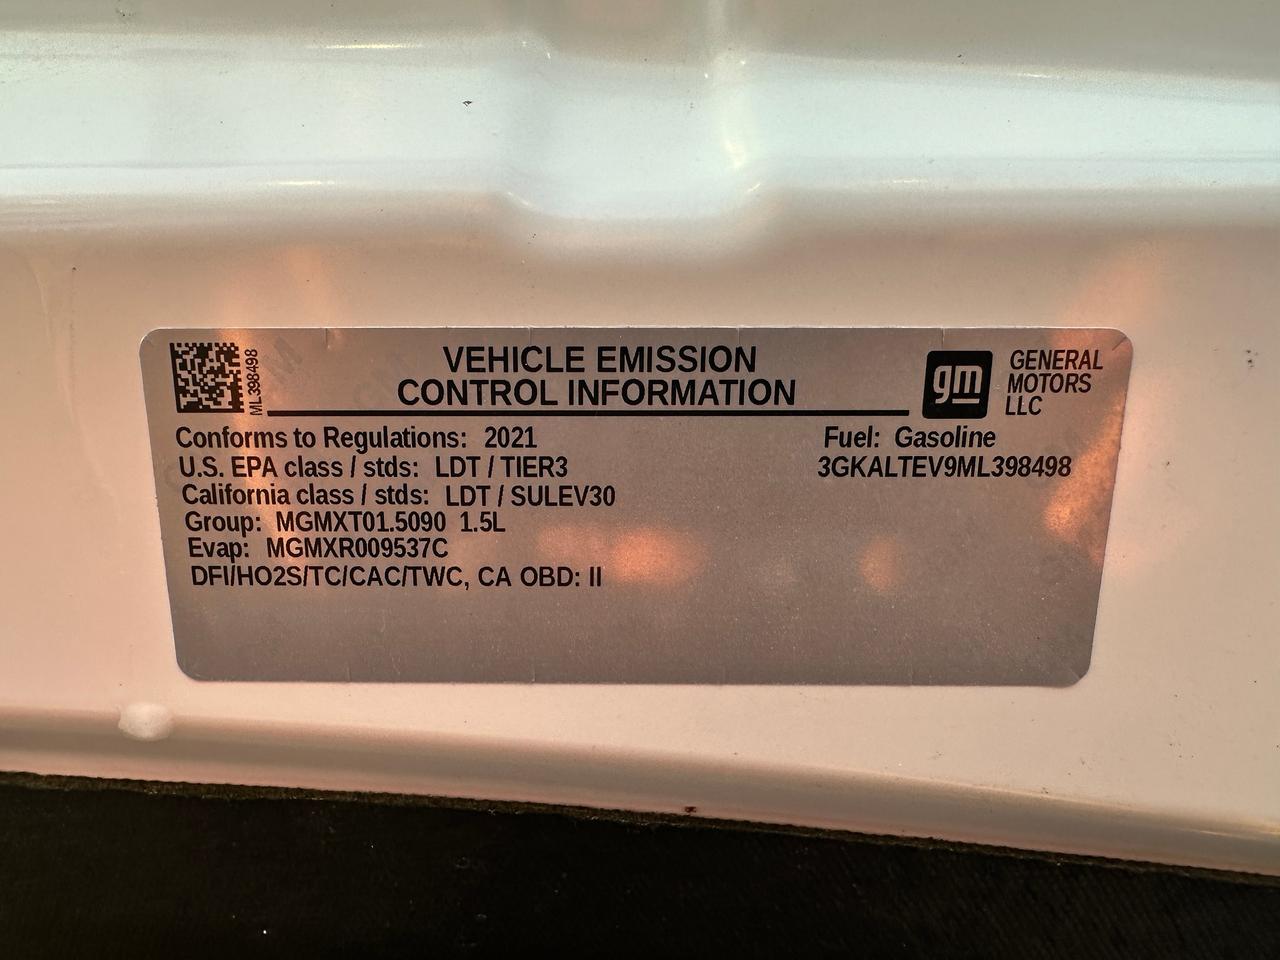 ML398498
VEHICLE EMISSION
CONTROL INFORMATION
gm
GENERAL
MOTORS
LLC
Conforms to Regulations: 2021
U.S. EPA class / stds: LDT / TIER3
California class / stds: LDT / SULEV30
Group: MGMXT01.5090 1.5L
Evap: MGMXR009537C
DFI/HO2S/TC/CAC/TWC, CA OBD: II
Fuel: Gasoline
3GKALTEV9ML398498